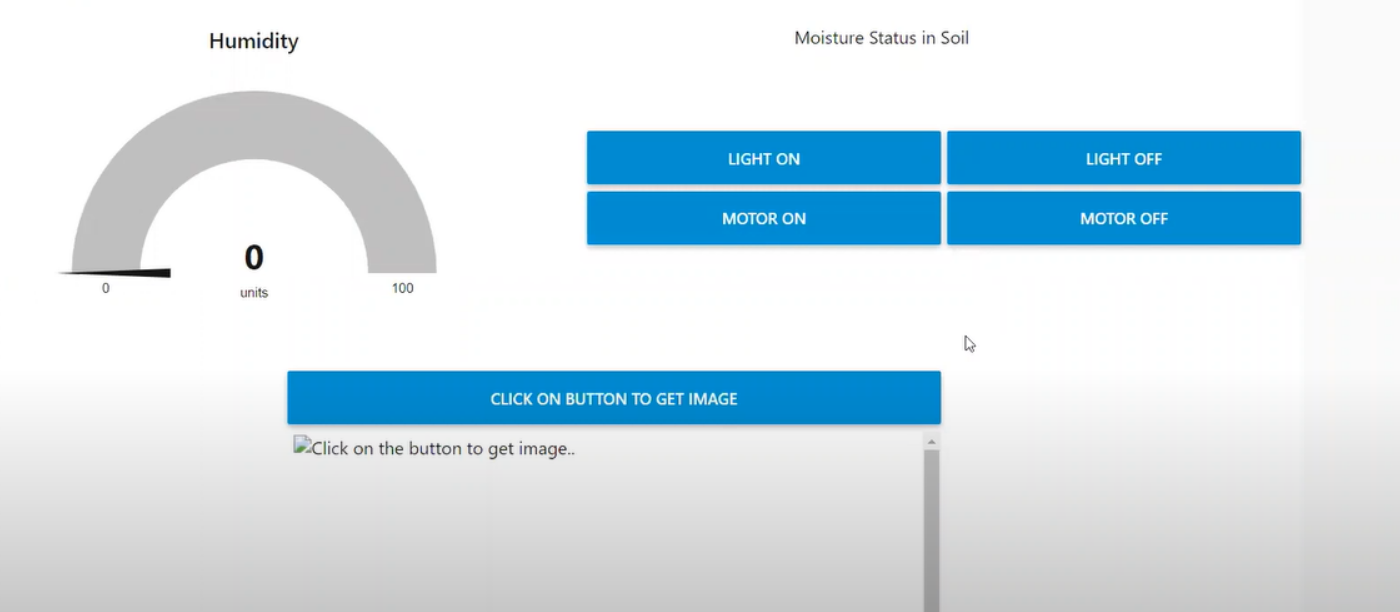 Humidity
Moisture Status in Soil
LIGHT ON
LIGHT OFF
MOTOR ON
MOTOR OFF
0
units
0
100
CLICK ON BUTTON TO GET IMAGE
Click on the button to get image..